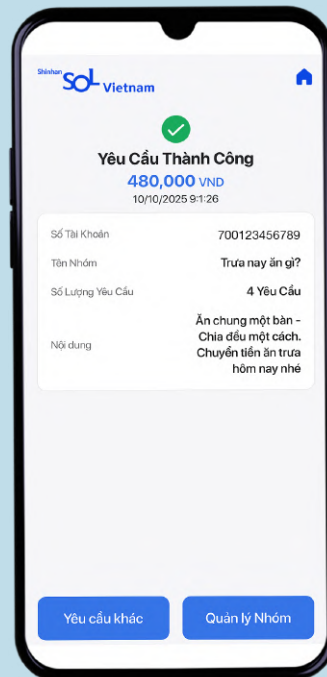 Shinhan SOL Vietnam
Yêu Cầu Thành Công
480,000 VND
10/10/2025 9:1:26
Số Tài Khoản 700123456789
Tên Nhóm Trưa nay ăn gì?
Số Lượng Yêu Cầu 4 Yêu Cầu
Nội dung Ăn chung một bàn –
Chia đều một cách.
Chuyển tiền ăn trưa
hôm nay nhé
Yêu cầu khác Quản lý Nhóm